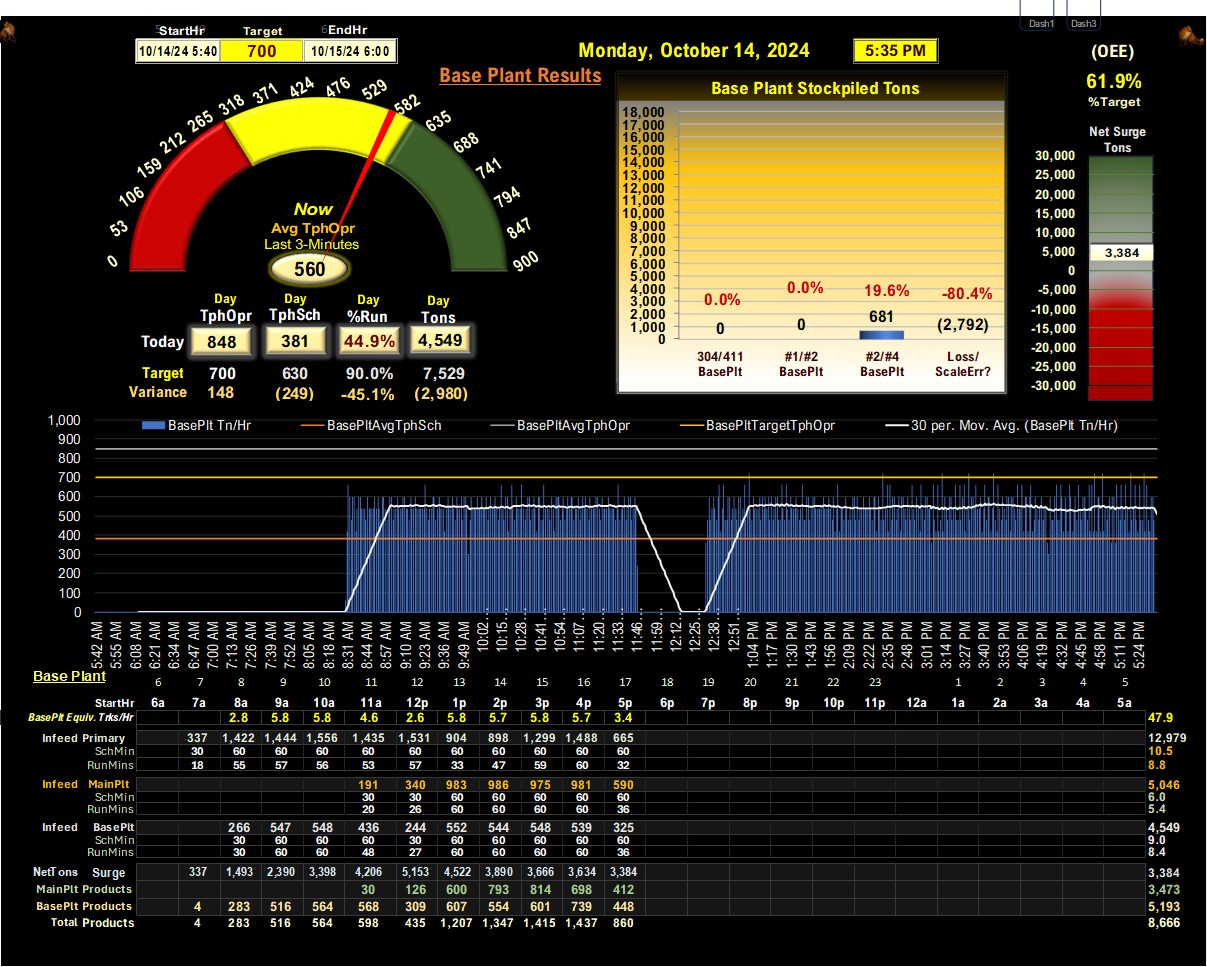 Dash1 Dash3
StartHr Target EndHr
10/14/24 5:40 700 10/15/24 6:00
Monday, October 14, 2024 5:35 PM
(OEE)
61.9%
%Target
Base Plant Results
0 53 106 159 212 265 318 371 424 476 529 582 635 688 741 794 847 900
Now
Avg TphOpr
Last 3-Minutes
560
Day Day Day Day
TphOpr TphSch %Run Tons
Today 848 381 44.9% 4,549
Target 700 630 90.0% 7,529
Variance 148 (249) -45.1% (2,980)
Base Plant Stockpiled Tons
18,000
17,000
16,000
15,000
14,000
13,000
12,000
11,000
10,000
9,000
8,000
7,000
6,000
5,000
4,000
3,000
2,000
1,000
0
0.0% 0.0% 19.6% -80.4%
0 0 681 (2,792)
304/411 #1/#2 #2/#4 Loss/
BasePlt BasePlt BasePlt ScaleErr?
Net Surge
Tons
30,000
25,000
20,000
15,000
10,000
5,000
0
-5,000
-10,000
-15,000
-20,000
-25,000
-30,000
3,384
BasePlt Tn/Hr BasePltAvgTphSch BasePltAvgTphOpr BasePltTargetTphOpr 30 per. Mov. Avg. (BasePlt Tn/Hr)
1,000
900
800
700
600
500
400
300
200
100
0
5:42 AM 5:55 AM 6:08 AM 6:21 AM 6:34 AM 6:47 AM 7:00 AM 7:13 AM 7:26 AM 7:39 AM 7:52 AM 8:05 AM 8:18 AM 8:31 AM 8:44 AM 8:57 AM 9:10 AM 9:23 AM 9:36 AM 9:49 AM 10:02… 10:15… 10:28… 10:41… 10:54… 11:07… 11:20… 11:33… 11:46… 11:59… 12:12… 12:25… 12:38… 12:51… 1:04 PM 1:17 PM 1:30 PM 1:43 PM 1:56 PM 2:09 PM 2:22 PM 2:35 PM 2:48 PM 3:01 PM 3:14 PM 3:27 PM 3:40 PM 3:53 PM 4:06 PM 4:19 PM 4:32 PM 4:45 PM 4:58 PM 5:11 PM 5:24 PM
Base Plant 6 7 8 9 10 11 12 13 14 15 16 17 18 19 20 21 22 23 1 2 3 4 5
StartHr 6a 7a 8a 9a 10a 11a 12p 1p 2p 3p 4p 5p 6p 7p 8p 9p 10p 11p 12a 1a 2a 3a 4a 5a
BasePlt Equiv. Trks/Hr 2.8 5.8 5.8 4.6 2.6 5.8 5.7 5.8 5.7 3.4 47.9
Infeed Primary 337 1,422 1,444 1,556 1,435 1,531 904 898 1,299 1,488 665 12,979
SchMin 30 60 60 60 60 60 60 60 60 60 60 10.5
RunMins 18 55 57 56 53 57 33 47 59 60 32 8.8
Infeed MainPlt 191 340 983 986 975 981 590 5,046
SchMin 30 30 60 60 60 60 60 6.0
RunMins 20 26 60 60 60 60 36 5.4
Infeed BasePlt 266 547 548 436 244 552 544 548 539 325 4,549
SchMin 30 60 60 60 30 60 60 60 60 60 9.0
RunMins 30 60 60 48 27 60 60 60 60 36 8.4
NetTons Surge 337 1,493 2,390 3,398 4,206 5,153 4,522 3,890 3,666 3,634 3,384 3,384
MainPlt Products 30 126 600 793 814 698 412 3,473
BasePlt Products 4 283 516 564 568 309 607 554 601 739 448 5,193
Total Products 4 283 516 564 598 435 1,207 1,347 1,415 1,437 860 8,666